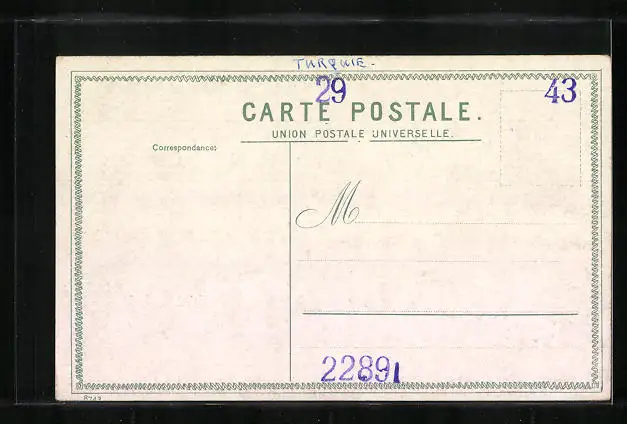 TURQUIE.
29
43
CARTE POSTALE.
UNION POSTALE UNIVERSELLE.
Correspondance:
M
22891